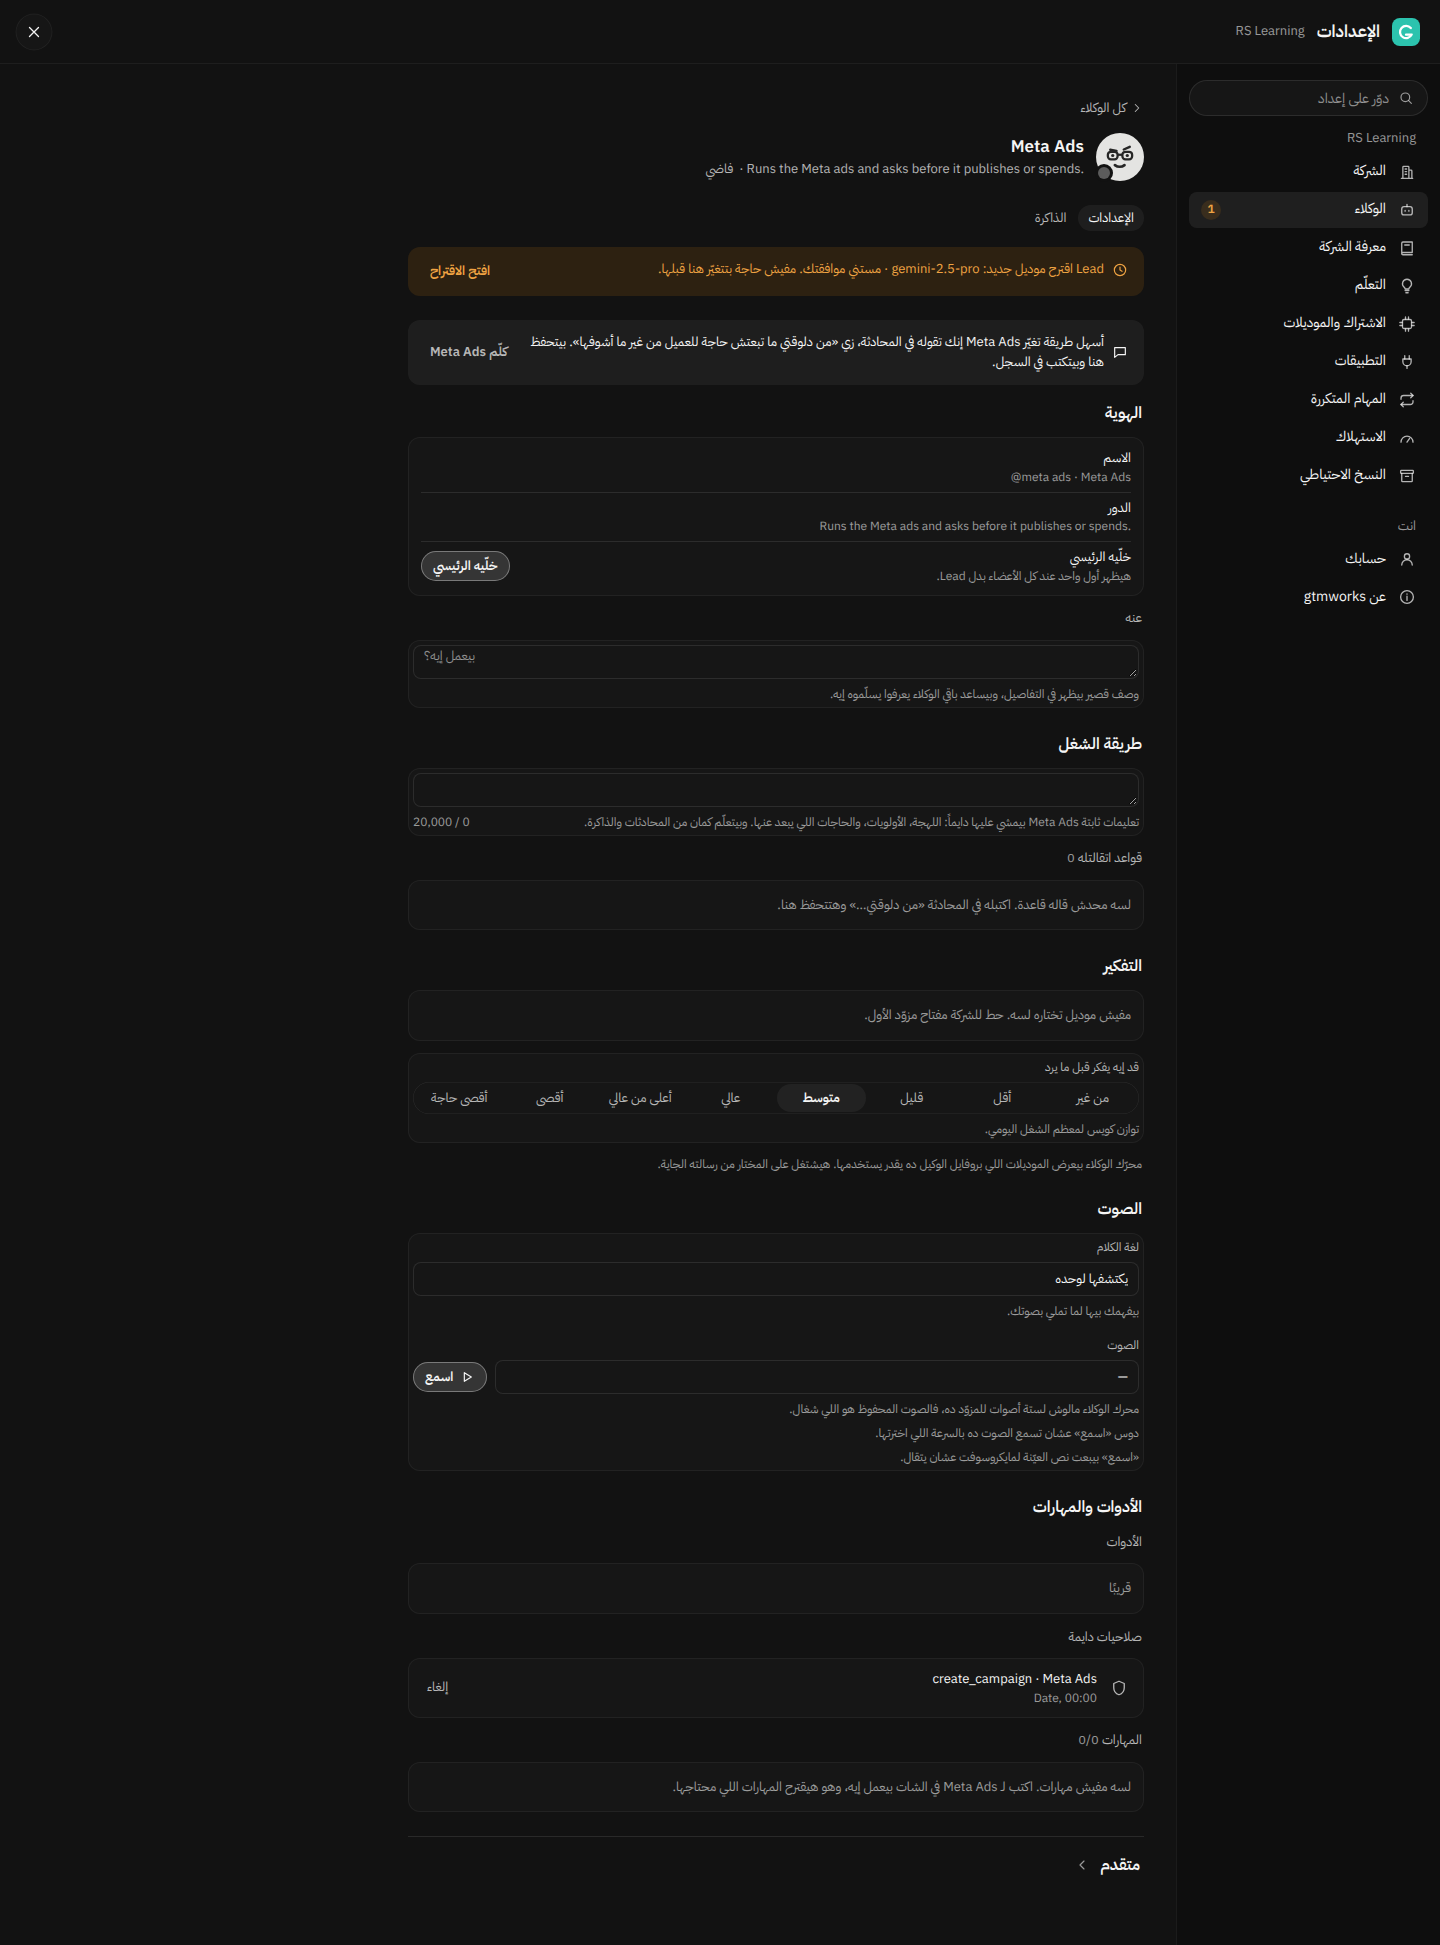 الإعدادات RS Learning
دوّر على إعداد
RS Learning
الشركة
الوكلاء 1
معرفة الشركة
التعلّم
الاشتراك والموديلات
التطبيقات
المهام المتكررة
الاستهلاك
النسخ الاحتياطي
انت
حسابك
عن gtmworks
كل الوكلاء
Meta Ads
Runs the Meta ads and asks before it publishes or spends. · فاضي
الإعدادات الذاكرة
Lead اقترح موديل جديد: gemini-2.5-pro · مستني موافقتك. مفيش حاجة بتتغيّر هنا قبلها. افتح الاقتراح
أسهل طريقة تغيّر Meta Ads إنك تقوله في المحادثة، زي «من دلوقتي ما تبعتش حاجة للعميل من غير ما أشوفها». بيتحفظ
هنا وبيتكتب في السجل.
كلّم Meta Ads
الهوية
الاسم
@meta ads · Meta Ads
الدور
Runs the Meta ads and asks before it publishes or spends.
خلّيه الرئيسي
هيظهر أول واحد عند كل الأعضاء بدل Lead.
خلّيه الرئيسي
عنه
بيعمل إيه؟
وصف قصير بيظهر في التفاصيل، وبيساعد باقي الوكلاء يعرفوا يسلّموه إيه.
طريقة الشغل
تعليمات ثابتة Meta Ads بيمشي عليها دايماً: اللهجة، الأولويات، والحاجات اللي يبعد عنها. وبيتعلّم كمان من المحادثات والذاكرة. 20,000 / 0
قواعد اتقالتله 0
لسه محدش قاله قاعدة. اكتبله في المحادثة «من دلوقتي...» وهتتحفظ هنا.
التفكير
مفيش موديل تختاره لسه. حط للشركة مفتاح مزوّد الأول.
قد إيه يفكر قبل ما يرد
من غير أقل قليل متوسط عالي أعلى من عالي أقصى أقصى حاجة
توازن كويس لمعظم الشغل اليومي.
محرّك الوكلاء بيعرض الموديلات اللي بروفايل الوكيل ده يقدر يستخدمها. هيشتغل على المختار من رسالته الجاية.
الصوت
لغة الكلام
يكتشفها لوحده
بيفهمك بيها لما تملي بصوتك.
الصوت
—
اسمع
محرك الوكلاء مالوش لستة أصوات للمزوّد ده، فالصوت المحفوظ هو اللي شغال.
دوس «اسمع» عشان تسمع الصوت ده بالسرعة اللي اخترتها.
«اسمع» بيبعت نص العيّنة لمايكروسوفت عشان يتقال.
الأدوات والمهارات
الأدوات
قريبًا
صلاحيات دايمة
create_campaign · Meta Ads
Date, 00:00
إلغاء
المهارات 0/0
لسه مفيش مهارات. اكتب لـ Meta Ads في الشات بيعمل إيه، وهو هيقترح المهارات اللي محتاجها.
متقدم